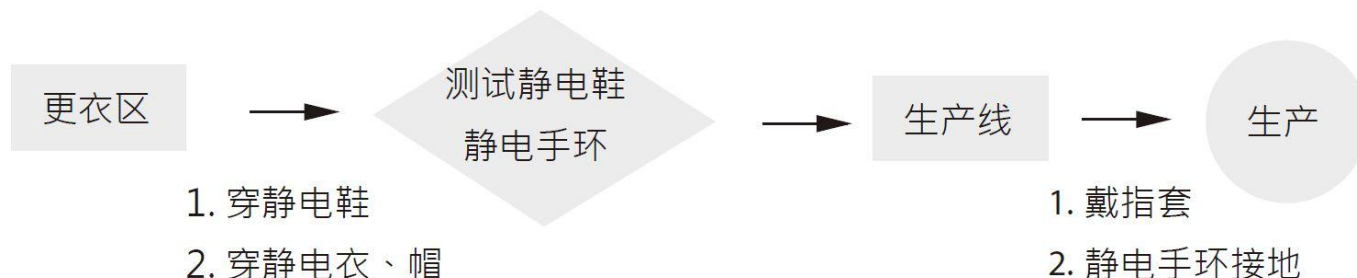 更衣区
测试静电鞋
静电手环
生产线
生产
1. 穿静电鞋
2. 穿静电衣、帽
1. 戴指套
2. 静电手环接地